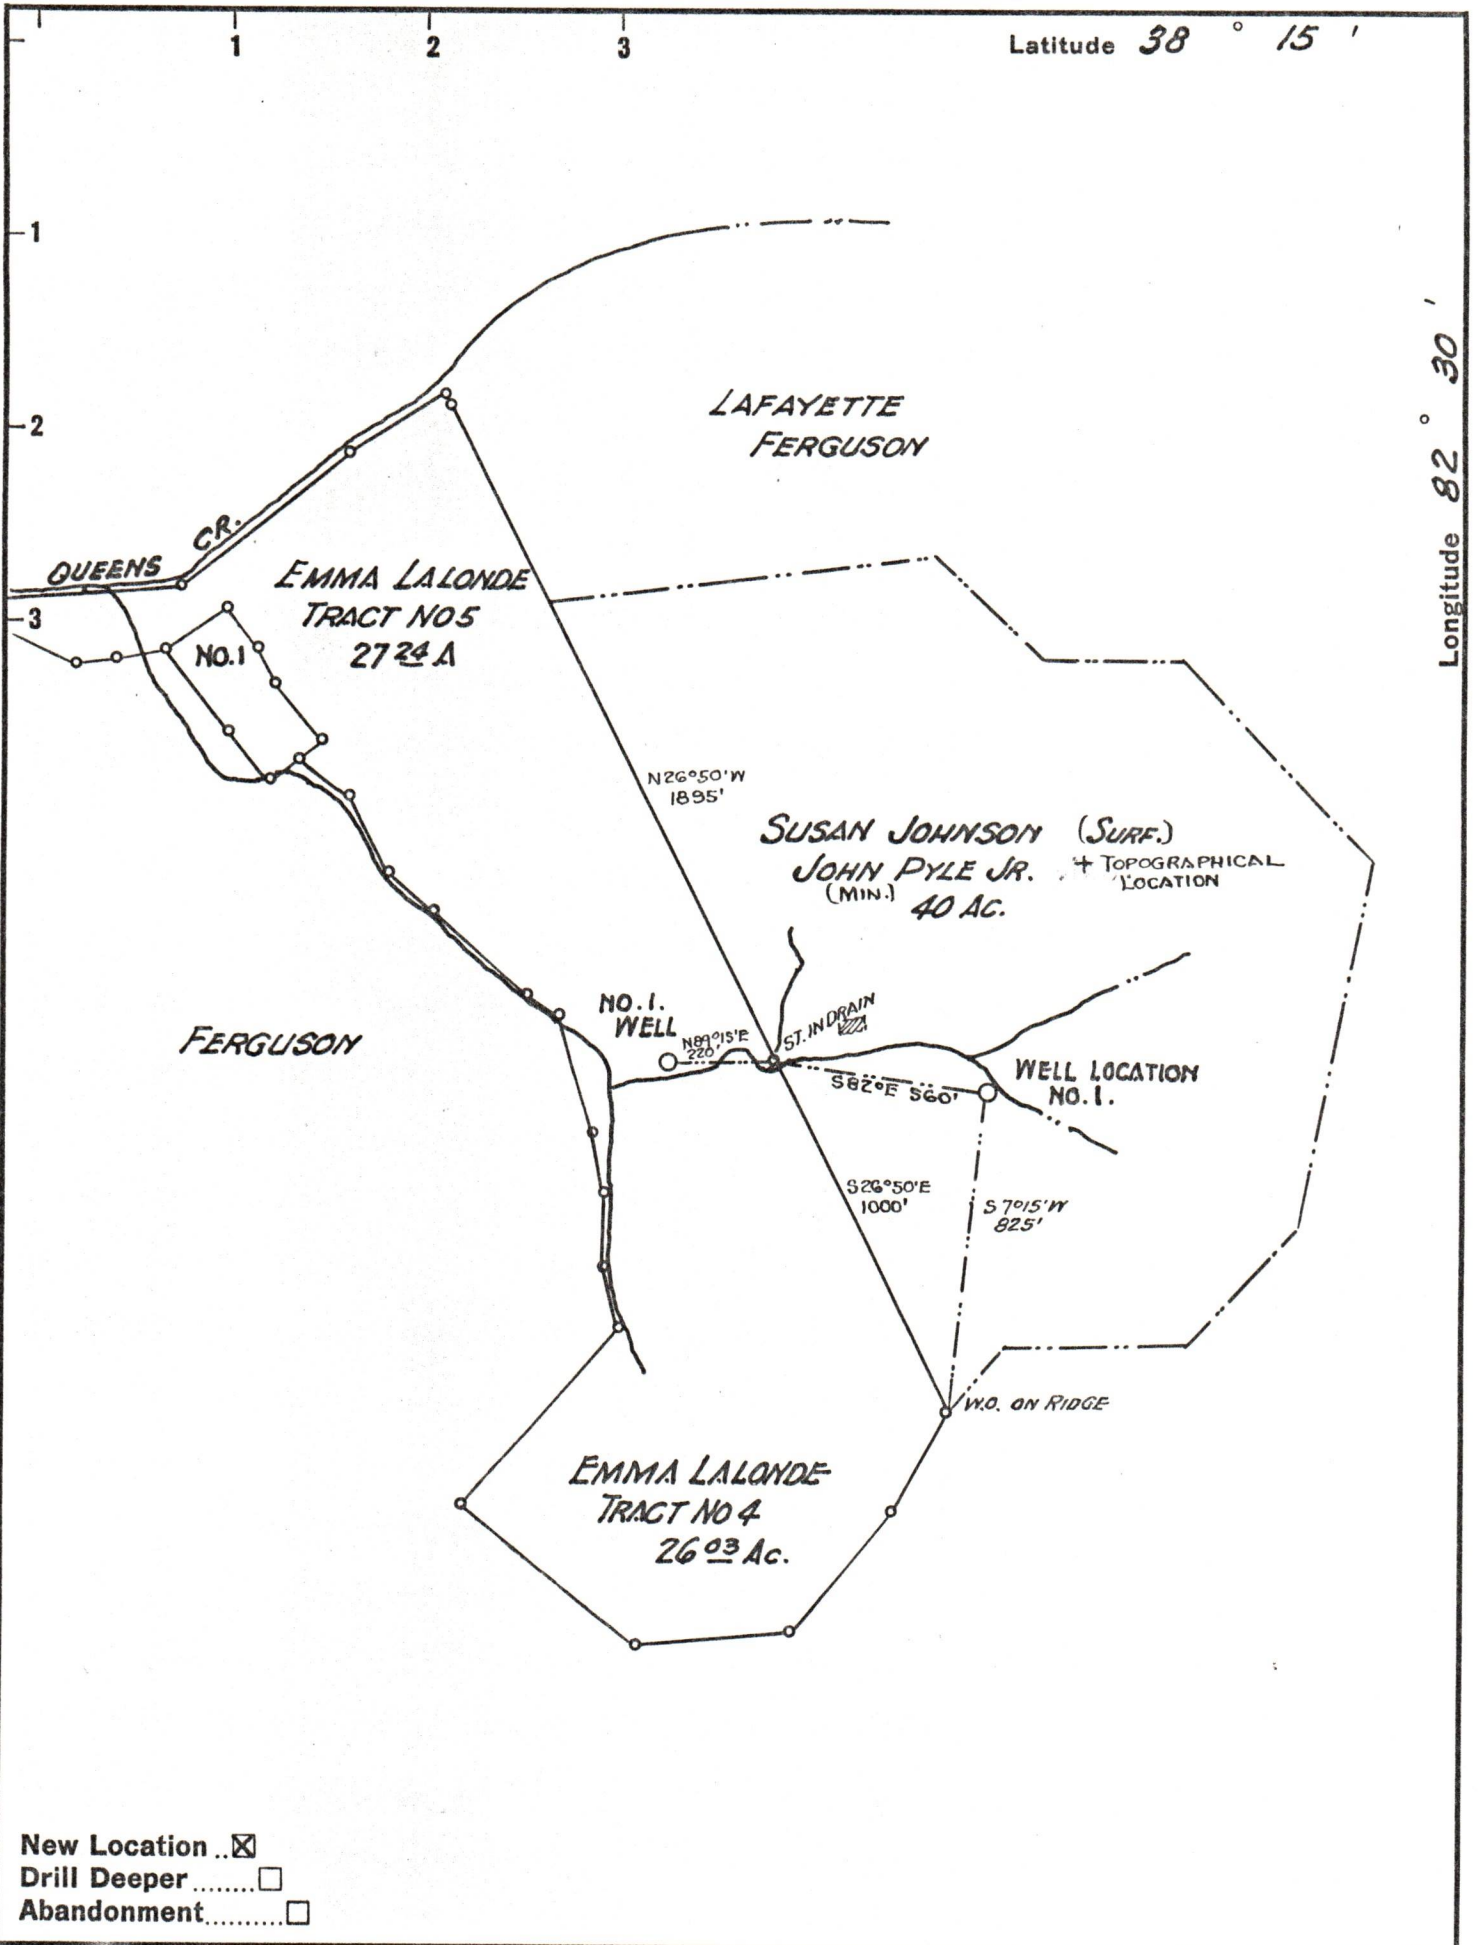 1 2 3
Latitude 38 ° 15 '
1
2
3
Longitude 82 ° 30 '
LAFAYETTE
FERGUSON
QUEENS CR.
EMMA LALONDE
TRACT NO 5
27 24 A
NO.1
N26°50'W
1895'
SUSAN JOHNSON (SURF.)
JOHN PYLE JR. + TOPOGRAPHICAL
LOCATION
(MIN.)
40 AC.
FERGUSON
NO.1.
WELL
N89°15'E
220'
ST. IN DRAIN
S82°E 560'
WELL LOCATION
NO.1.
S26°50'E
1000'
S7°15'W
825'
W.O. ON RIDGE
EMMA LALONDE
TRACT NO 4
26 03 AC.
New Location ..☒
Drill Deeper ........☐
Abandonment..........☐